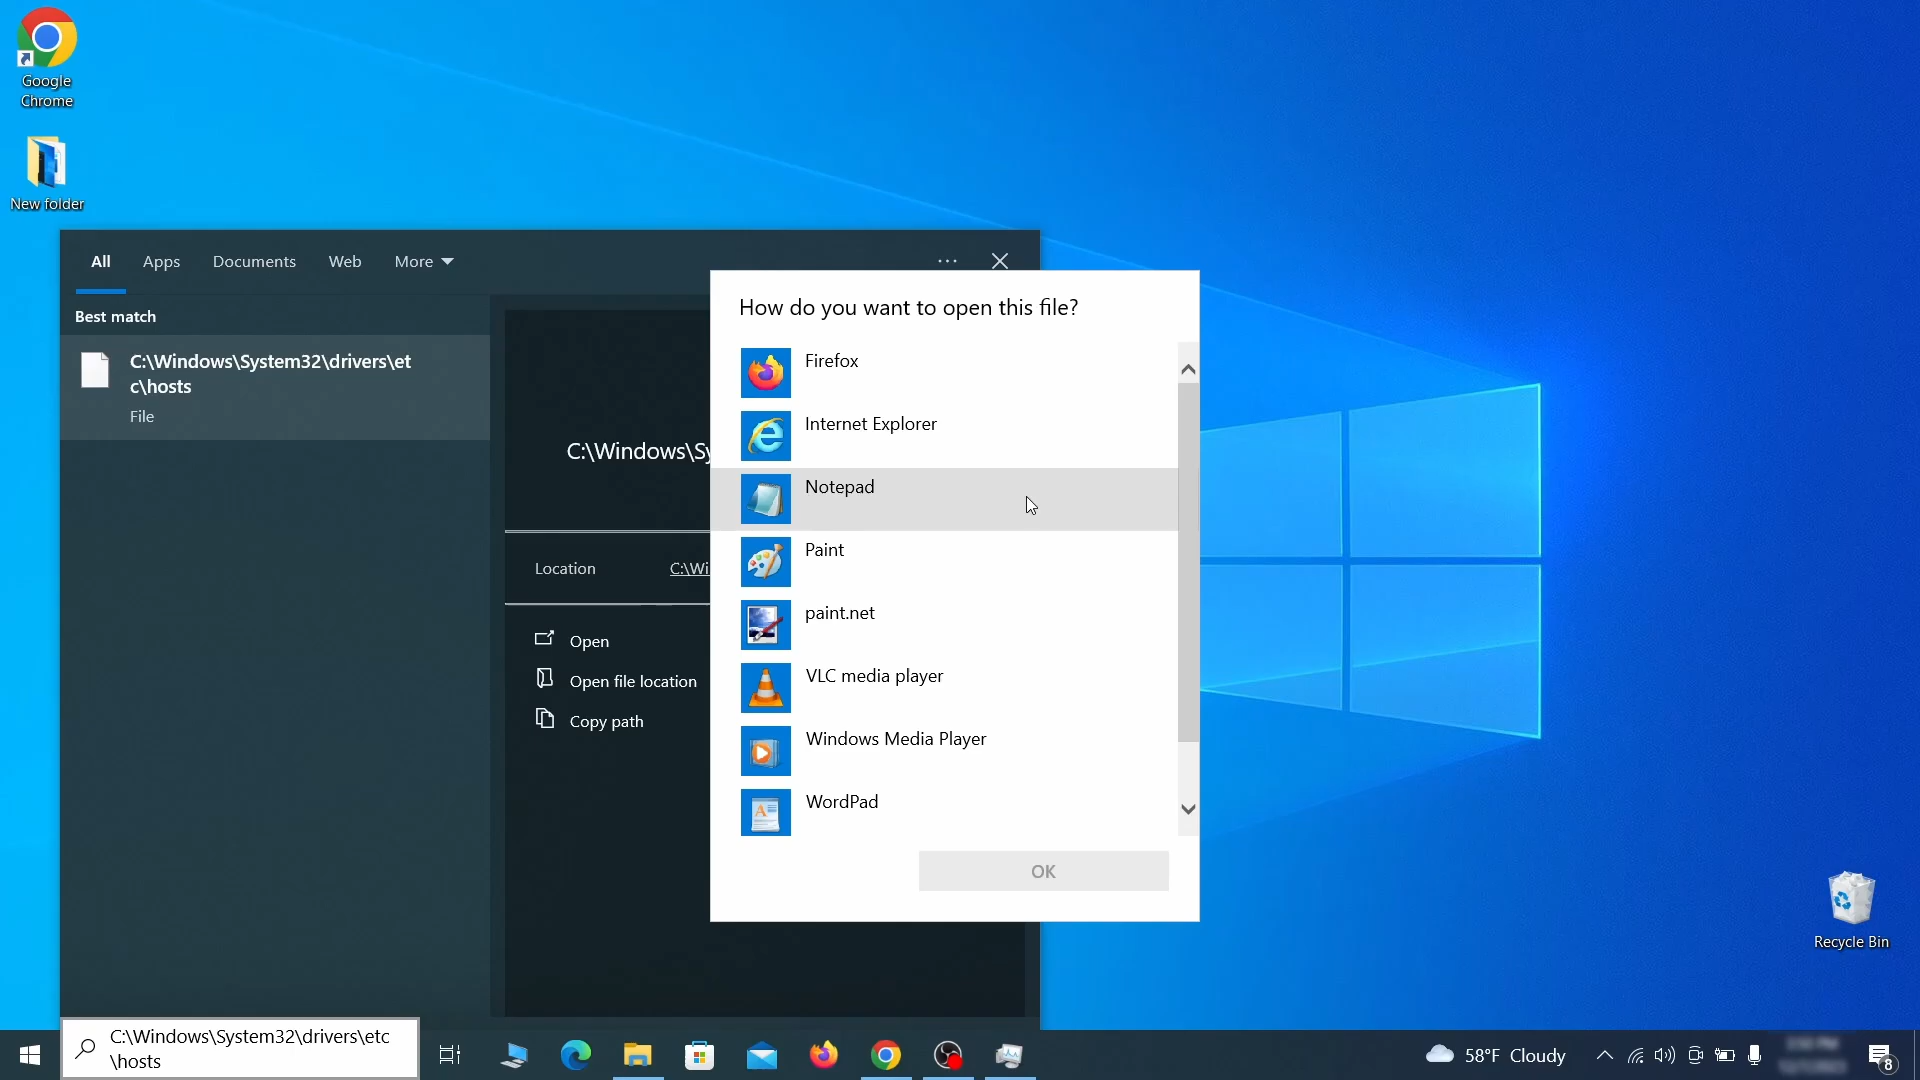 Google
Chrome
New folder
All Apps Documents Web More
Best match
C:\Windows\System32\drivers\et
c\hosts
File
C:\Windows\Sy
Location C:\Wi
Open
Open file location
Copy path
How do you want to open this file?
Firefox
Internet Explorer
Notepad
Paint
paint.net
VLC media player
Windows Media Player
WordPad
OK
Recycle Bin
C:\Windows\System32\drivers\etc
\hosts
58°F Cloudy
8